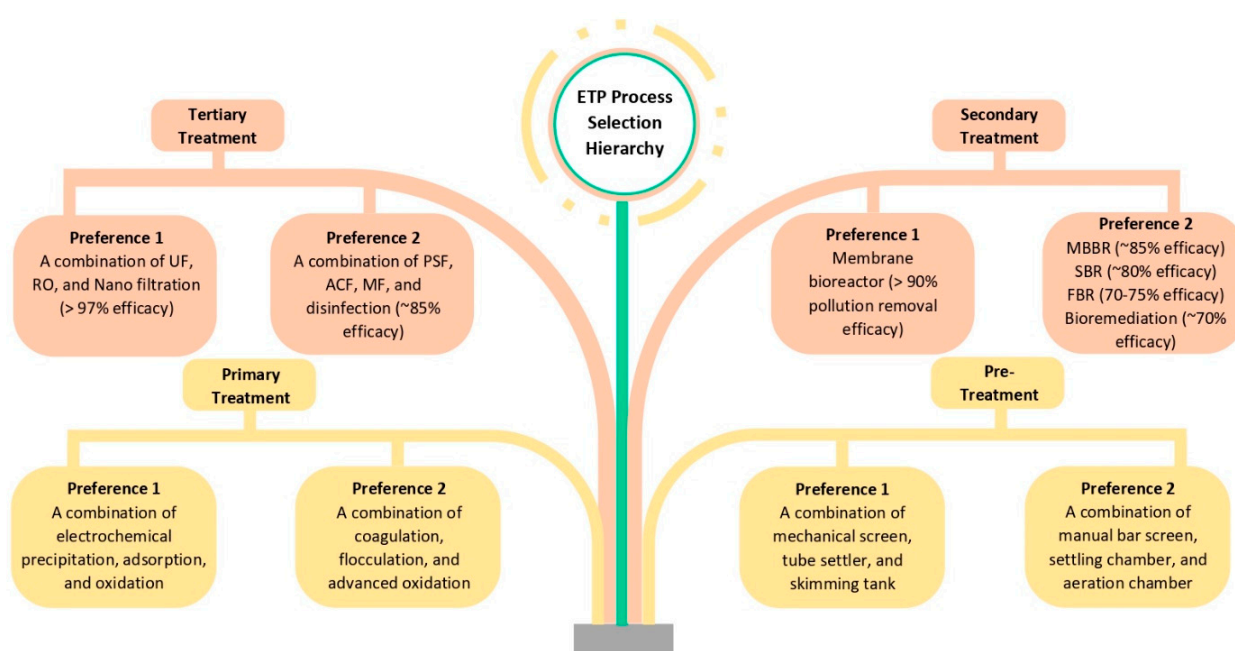 ETP Process
Selection
Hierarchy
Tertiary
Treatment
Preference 1
A combination of UF,
RO, and Nano filtration
(> 97% efficacy)
Preference 2
A combination of PSF,
ACF, MF, and
disinfection (~85%
efficacy)
Secondary
Treatment
Preference 1
Membrane
bioreactor (> 90%
pollution removal
efficacy)
Preference 2
MBBR (~85% efficacy)
SBR (~80% efficacy)
FBR (70-75% efficacy)
Bioremediation (~70%
efficacy)
Primary
Treatment
Preference 1
A combination of
electrochemical
precipitation, adsorption,
and oxidation
Preference 2
A combination of
coagulation,
flocculation, and
advanced oxidation
Pre-
Treatment
Preference 1
A combination of
mechanical screen,
tube settler, and
skimming tank
Preference 2
A combination of
manual bar screen,
settling chamber, and
aeration chamber